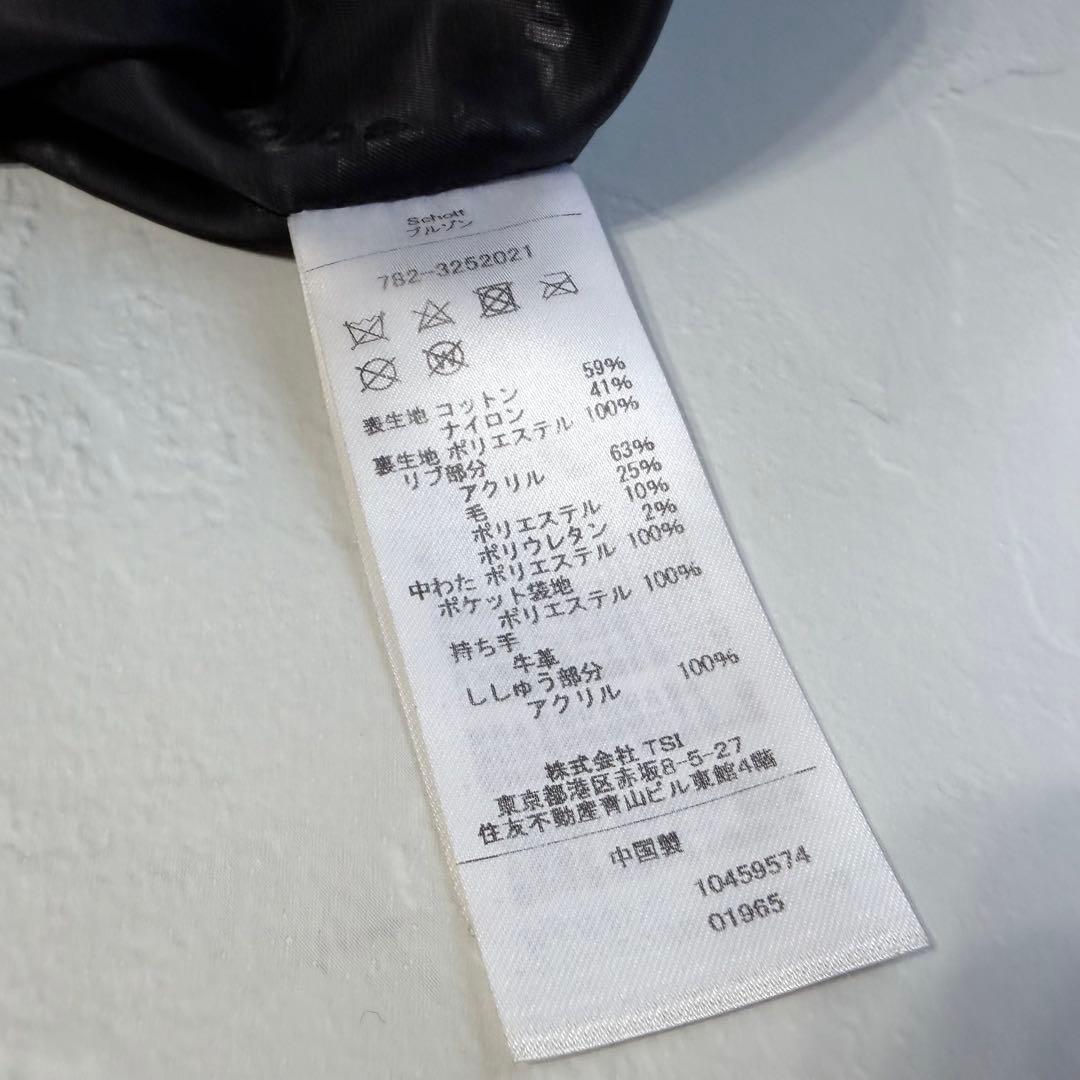 Schott
ブルゾン
782-3252021
W
表生地 コットン 59%
ナイロン 41%
裏生地 ポリエステル 100%
リブ部分
アクリル 63%
毛 25%
ポリエステル 10%
ポリウレタン 2%
中わた ポリエステル 100%
ポケット袋地
ポリエステル 100%
持ち手
牛革
ししゅう部分
アクリル 100%
株式会社 TSI
東京都港区赤坂8-5-27
住友不動産青山ビル東館4階
中国製
10459574
01965